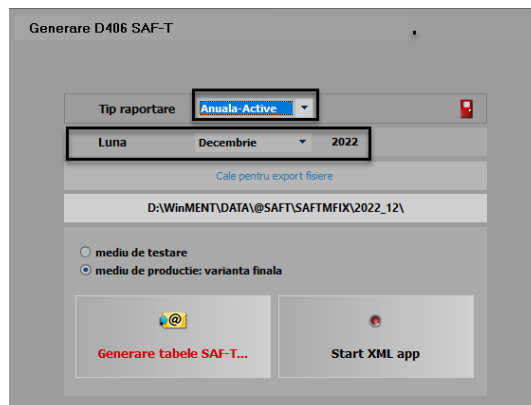 Generare D406 SAF-T
Tip raportare Anuala-Active
Luna Decembrie 2022
Cale pentru export fisiere
D:\WinMENT\DATA\@SAFT\SAFTMFIX\2022_12\
mediu de testare
mediu de productie: varianta finala
@
Generare tabele SAF-T... Start XML app